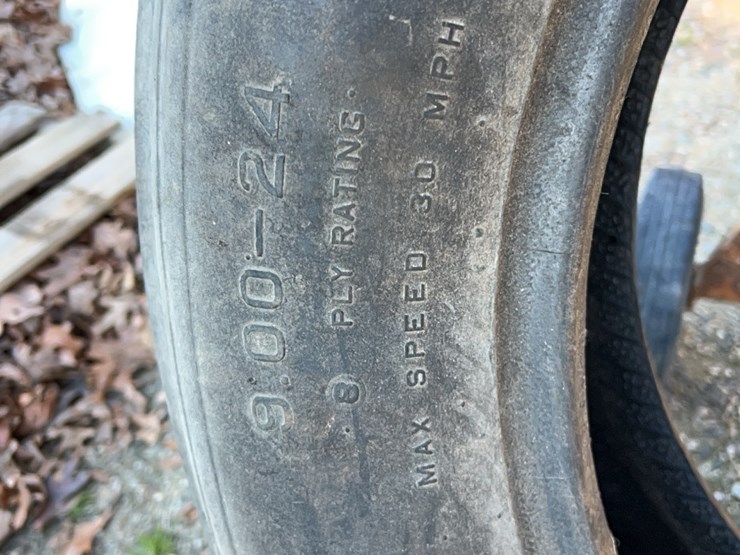 9.00-24
8 PLY RATING
MAX SPEED 30 MPH